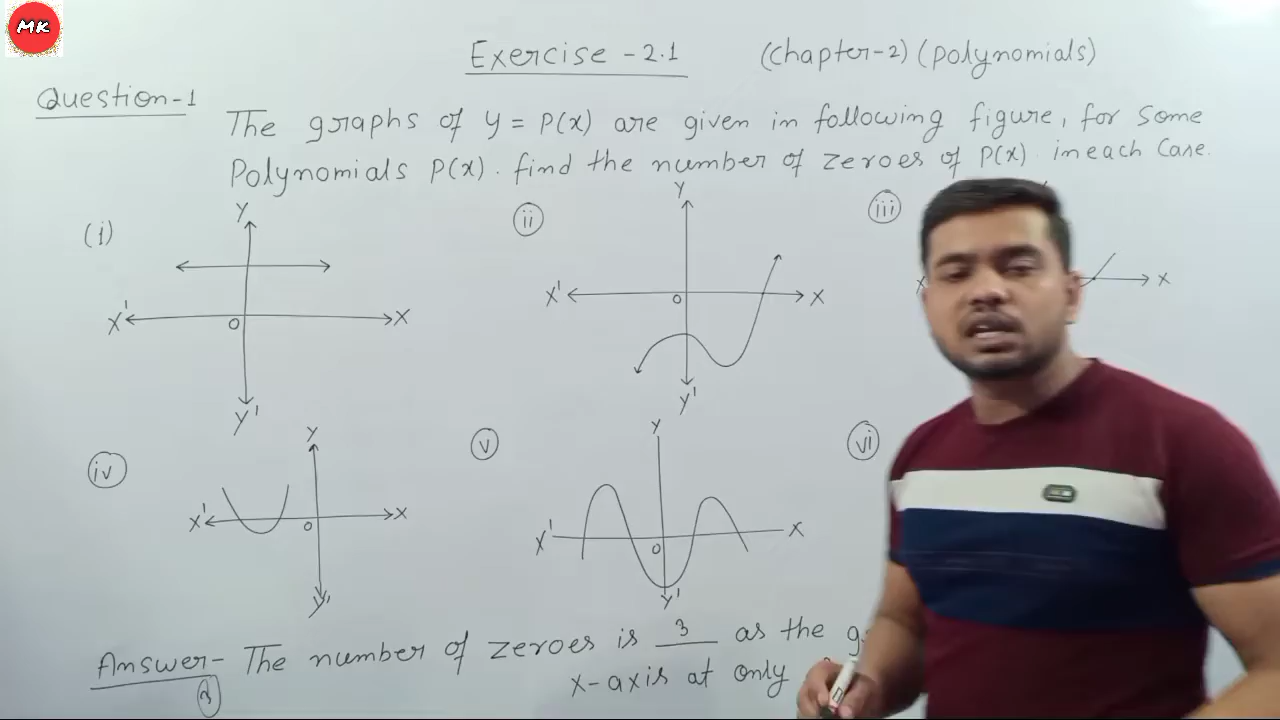 MK
Exercise -2.1 (chapter-2) (polynomials)
Question-1
The graphs of y = P(x) are given in following figure, for some
Polynomials P(x). find the number of zeroes of P(x). in each Case.
(i)
Y
X'
O
X
Y'
ii
Y
X'
O
X
Y'
iii
X
iv
Y
X'
O
X
Y'
v
Y
X'
O
X
Y'
vi
Answer- The number of zeroes is 3 as the
x-axis at only